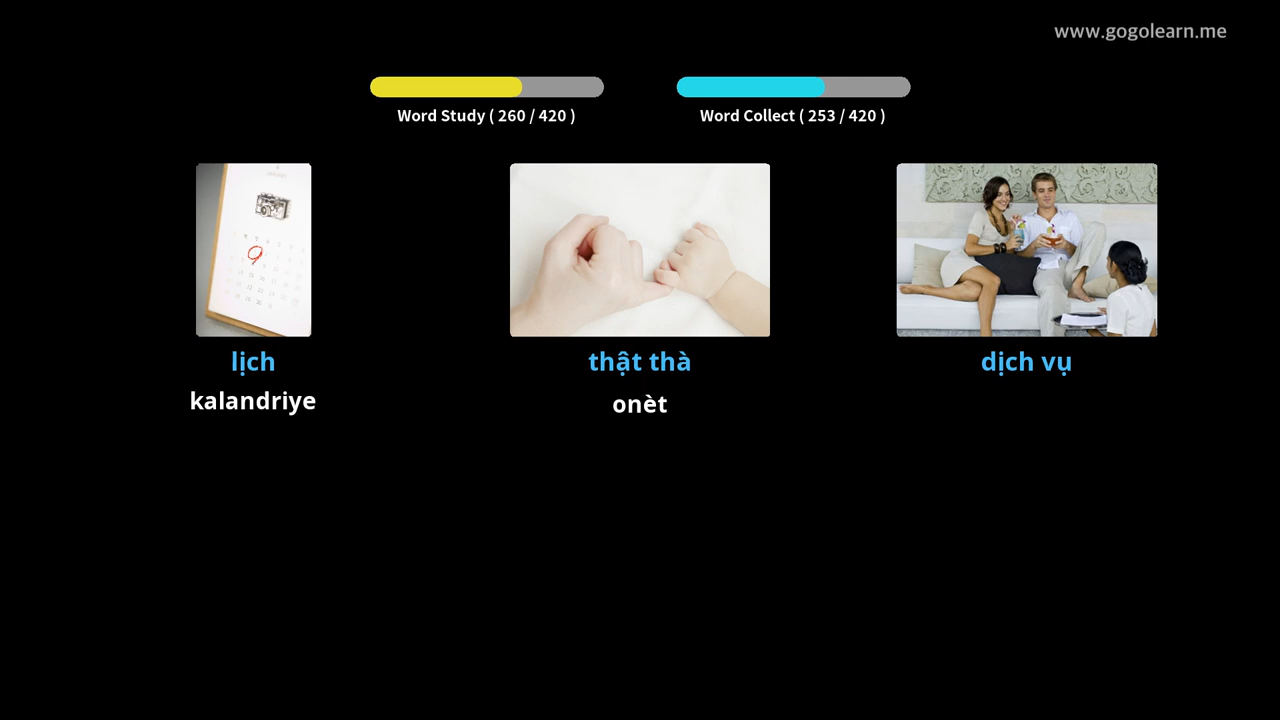 www.gogolearn.me
Word Study ( 260 / 420 )
Word Collect ( 253 / 420 )
lịch
thật thà
dịch vụ
kalandriye
onèt